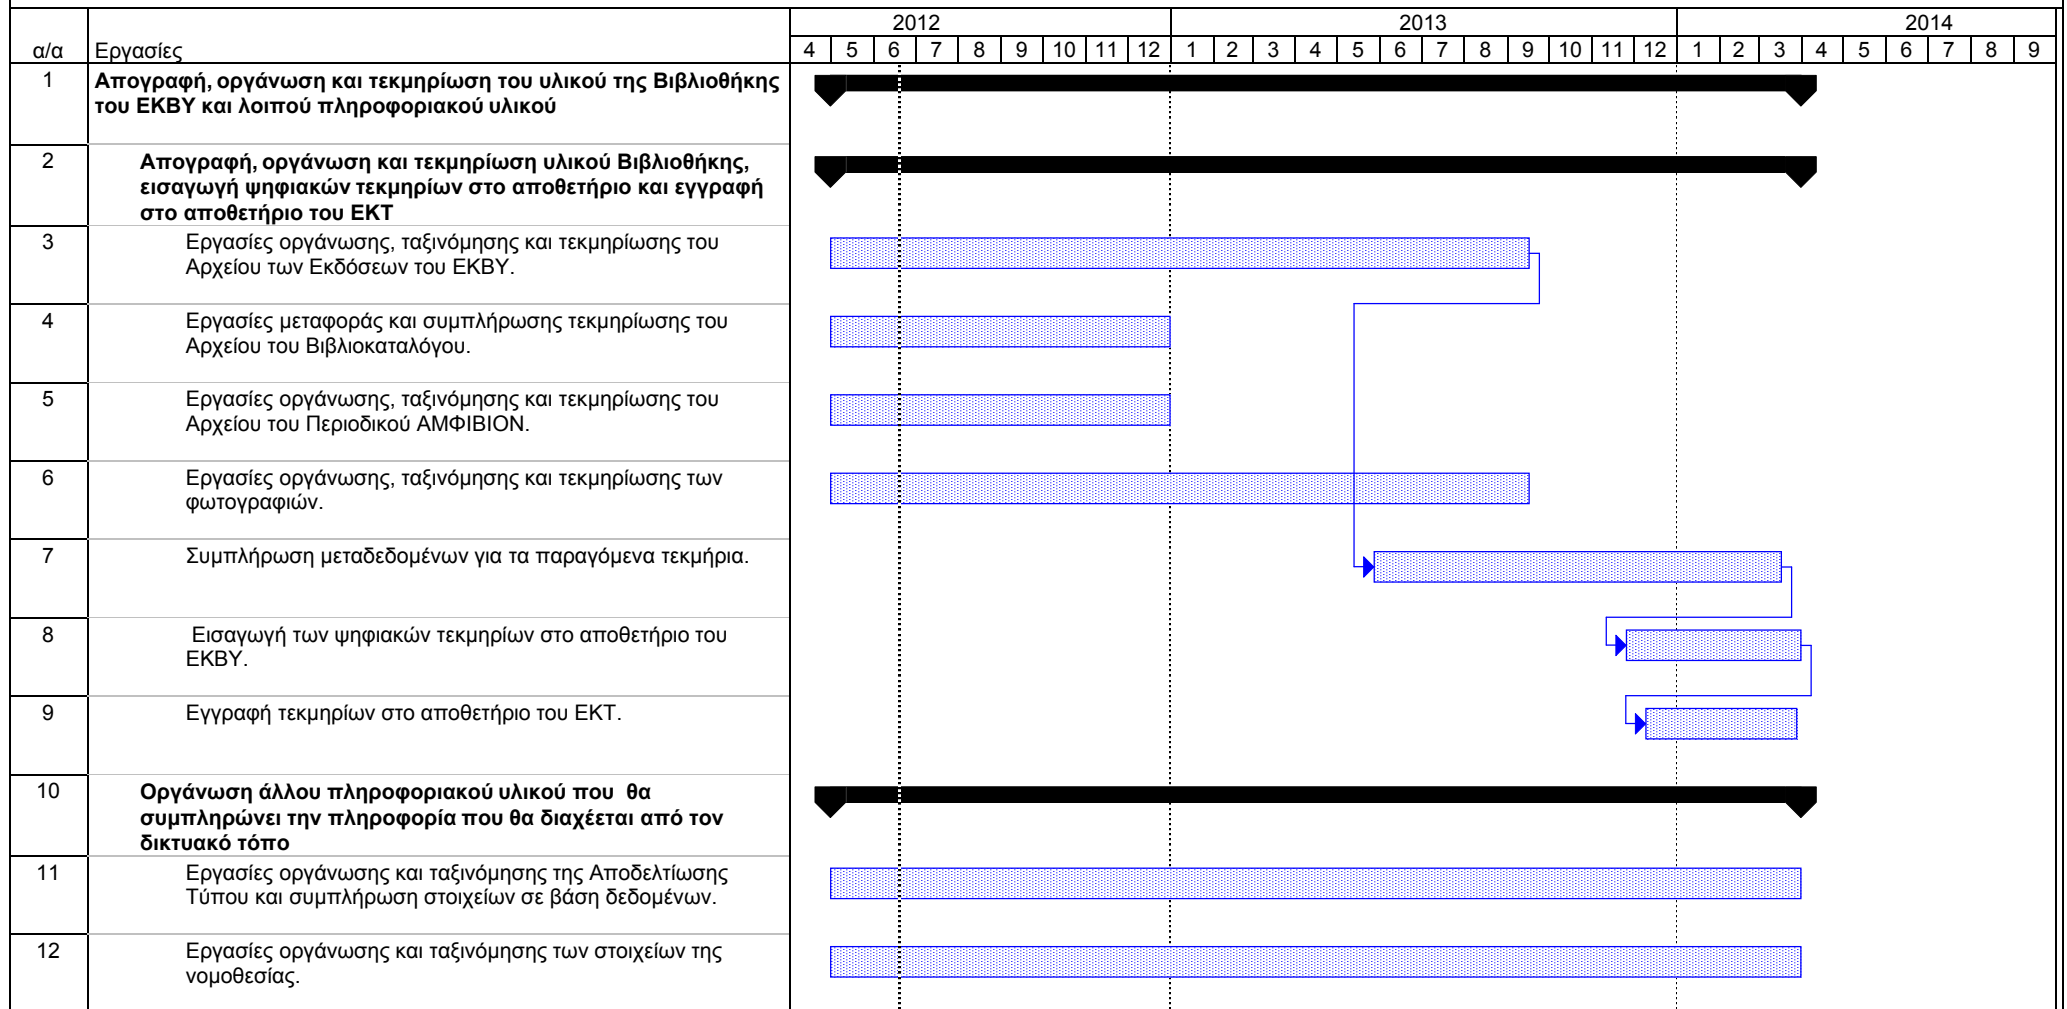 2012 2013 2014
α/α Εργασίες 4 5 6 7 8 9 10 11 12 1 2 3 4 5 6 7 8 9 10 11 12 1 2 3 4 5 6 7 8 9
1 Απογραφή, οργάνωση και τεκμηρίωση του υλικού της Βιβλιοθήκης
του ΕΚΒΥ και λοιπού πληροφοριακού υλικού
2 Απογραφή, οργάνωση και τεκμηρίωση υλικού Βιβλιοθήκης,
εισαγωγή ψηφιακών τεκμηρίων στο αποθετήριο και εγγραφή
στο αποθετήριο του ΕΚΤ
3 Εργασίες οργάνωσης, ταξινόμησης και τεκμηρίωσης του
Αρχείου των Εκδόσεων του ΕΚΒΥ.
4 Εργασίες μεταφοράς και συμπλήρωσης τεκμηρίωσης του
Αρχείου του Βιβλιοκαταλόγου.
5 Εργασίες οργάνωσης, ταξινόμησης και τεκμηρίωσης του
Αρχείου του Περιοδικού ΑΜΦΙΒΙΟΝ.
6 Εργασίες οργάνωσης, ταξινόμησης και τεκμηρίωσης των
φωτογραφιών.
7 Συμπλήρωση μεταδεδομένων για τα παραγόμενα τεκμήρια.
8 Εισαγωγή των ψηφιακών τεκμηρίων στο αποθετήριο του
ΕΚΒΥ.
9 Εγγραφή τεκμηρίων στο αποθετήριο του ΕΚΤ.
10 Οργάνωση άλλου πληροφοριακού υλικού που θα
συμπληρώνει την πληροφορία που θα διαχέεται από τον
δικτυακό τόπο
11 Εργασίες οργάνωσης και ταξινόμησης της Αποδελτίωσης
Τύπου και συμπλήρωση στοιχείων σε βάση δεδομένων.
12 Εργασίες οργάνωσης και ταξινόμησης των στοιχείων της
νομοθεσίας.